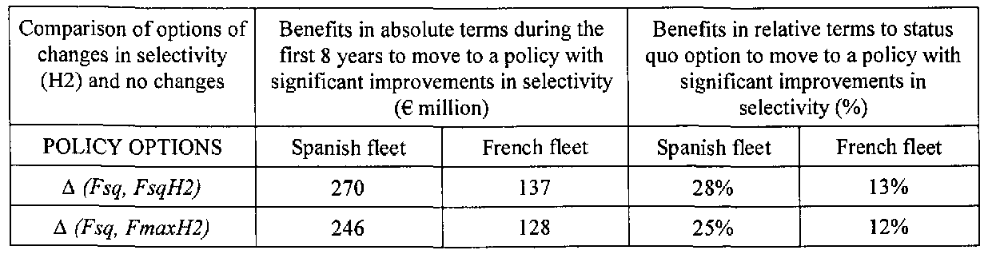 Comparison of options of changes in selectivity (H2) and no changes
Benefits in absolute terms during the first 8 years to move to a policy with significant improvements in selectivity (€ million)
Benefits in relative terms to status quo option to move to a policy with significant improvements in selectivity (%)
POLICY OPTIONS Spanish fleet French fleet Spanish fleet French fleet
Δ (Fsq, FsqH2) 270 137 28% 13%
Δ (Fsq, FmaxH2) 246 128 25% 12%